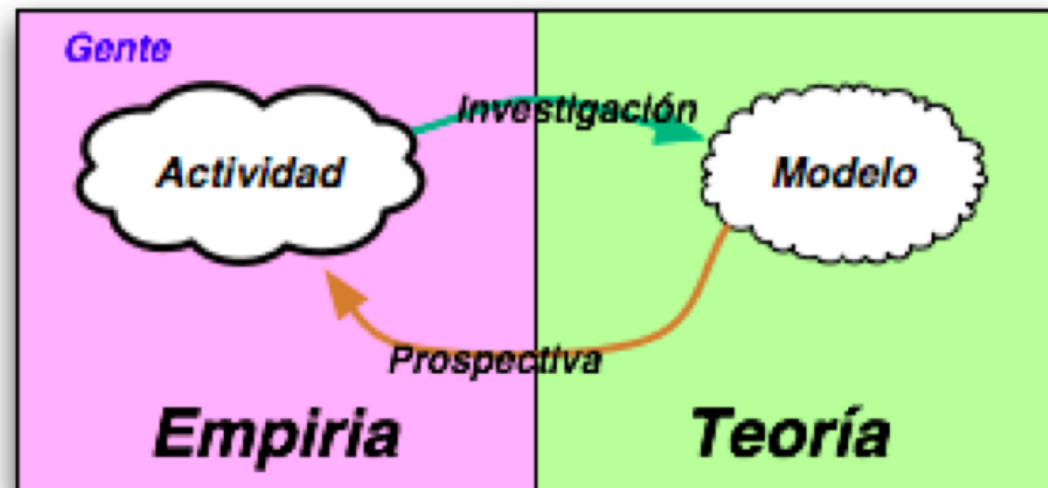 Gente
Investigación
Actividad
Modelo
Prospectiva
Empiria
Teoría